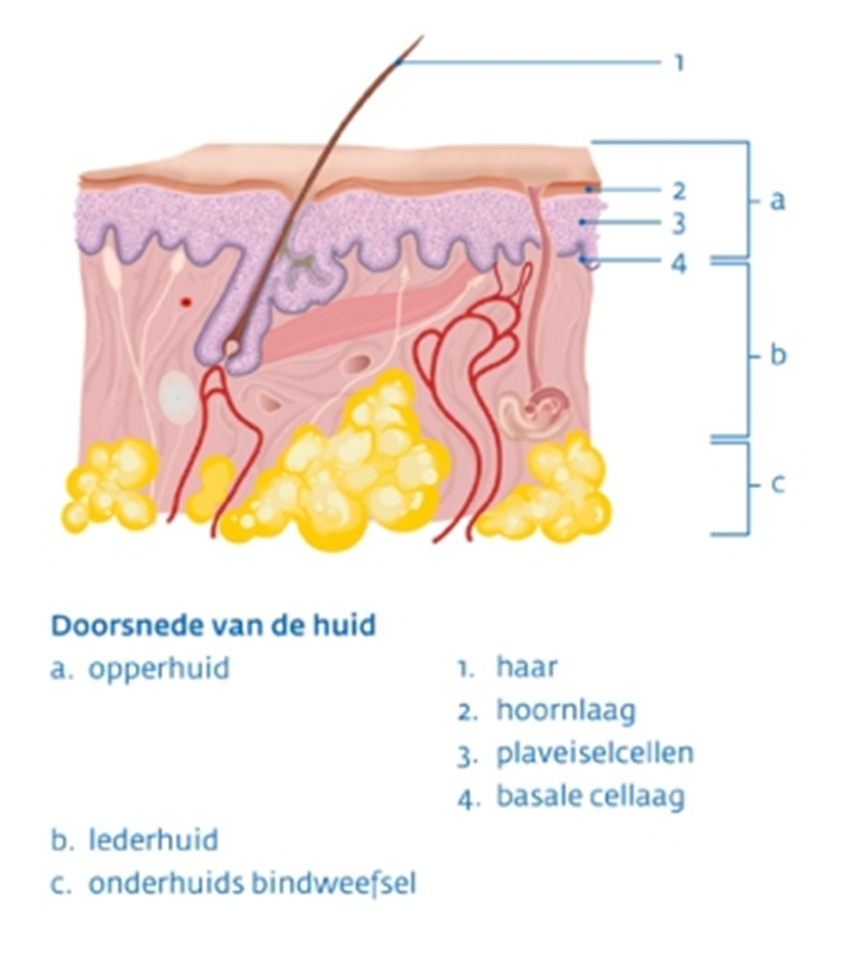 1
2
a
3
4
b
c
Doorsnede van de huid
a. opperhuid
1. haar
2. hoornlaag
3. plaveiselcellen
4. basale cellaag
b. lederhuid
c. onderhuids bindweefsel